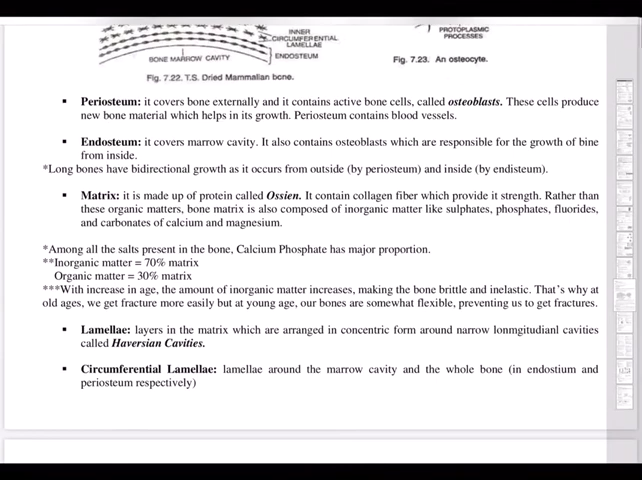 INNER
CIRCUMFERENTIAL
LAMELLAE
BONE MARROW CAVITY
ENDOSTEUM
PROTOPLASMIC
PROCESSES
Fig. 7.22. T.S. Dried Mammalian bone.
Fig. 7.23. An osteocyte.
▪ Periosteum: it covers bone externally and it contains active bone cells, called osteoblasts. These cells produce
new bone material which helps in its growth. Periosteum contains blood vessels.
▪ Endosteum: it covers marrow cavity. It also contains osteoblasts which are responsible for the growth of bine
from inside.
*Long bones have bidirectional growth as it occurs from outside (by periosteum) and inside (by endisteum).
▪ Matrix: it is made up of protein called Ossien. It contain collagen fiber which provide it strength. Rather than
these organic matters, bone matrix is also composed of inorganic matter like sulphates, phosphates, fluorides,
and carbonates of calcium and magnesium.
*Among all the salts present in the bone, Calcium Phosphate has major proportion.
**Inorganic matter = 70% matrix
Organic matter = 30% matrix
***With increase in age, the amount of inorganic matter increases, making the bone brittle and inelastic. That's why at
old ages, we get fracture more easily but at young age, our bones are somewhat flexible, preventing us to get fractures.
▪ Lamellae: layers in the matrix which are arranged in concentric form around narrow lonmgitudianl cavities
called Haversian Cavities.
▪ Circumferential Lamellae: lamellae around the marrow cavity and the whole bone (in endostium and
periosteum respectively)